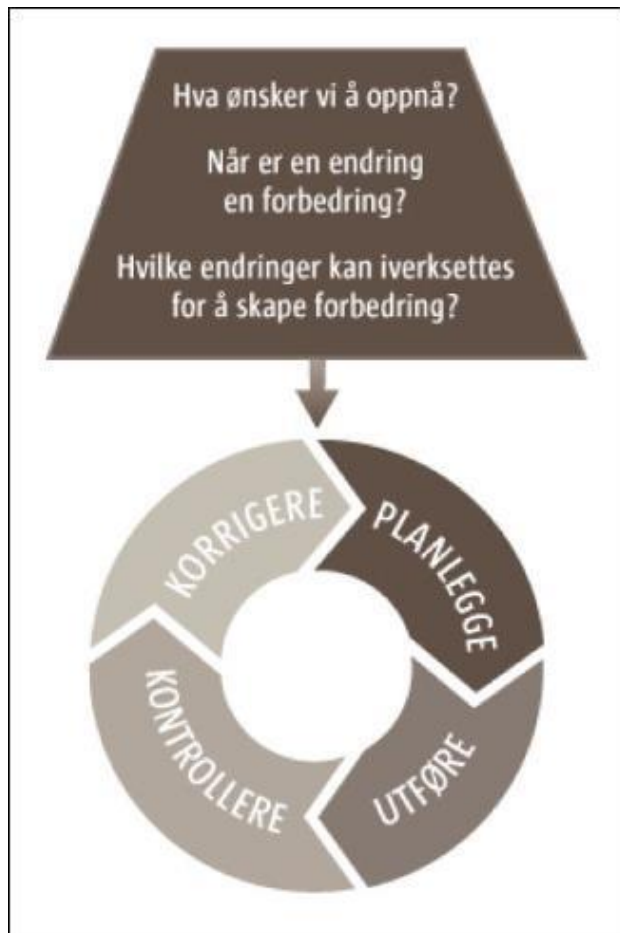 Hva ønsker vi å oppnå?
Når er en endring
en forbedring?
Hvilke endringer kan iverksettes
for å skape forbedring?
PLANLEGGE
UTFØRE
KONTROLLERE
KORRIGERE